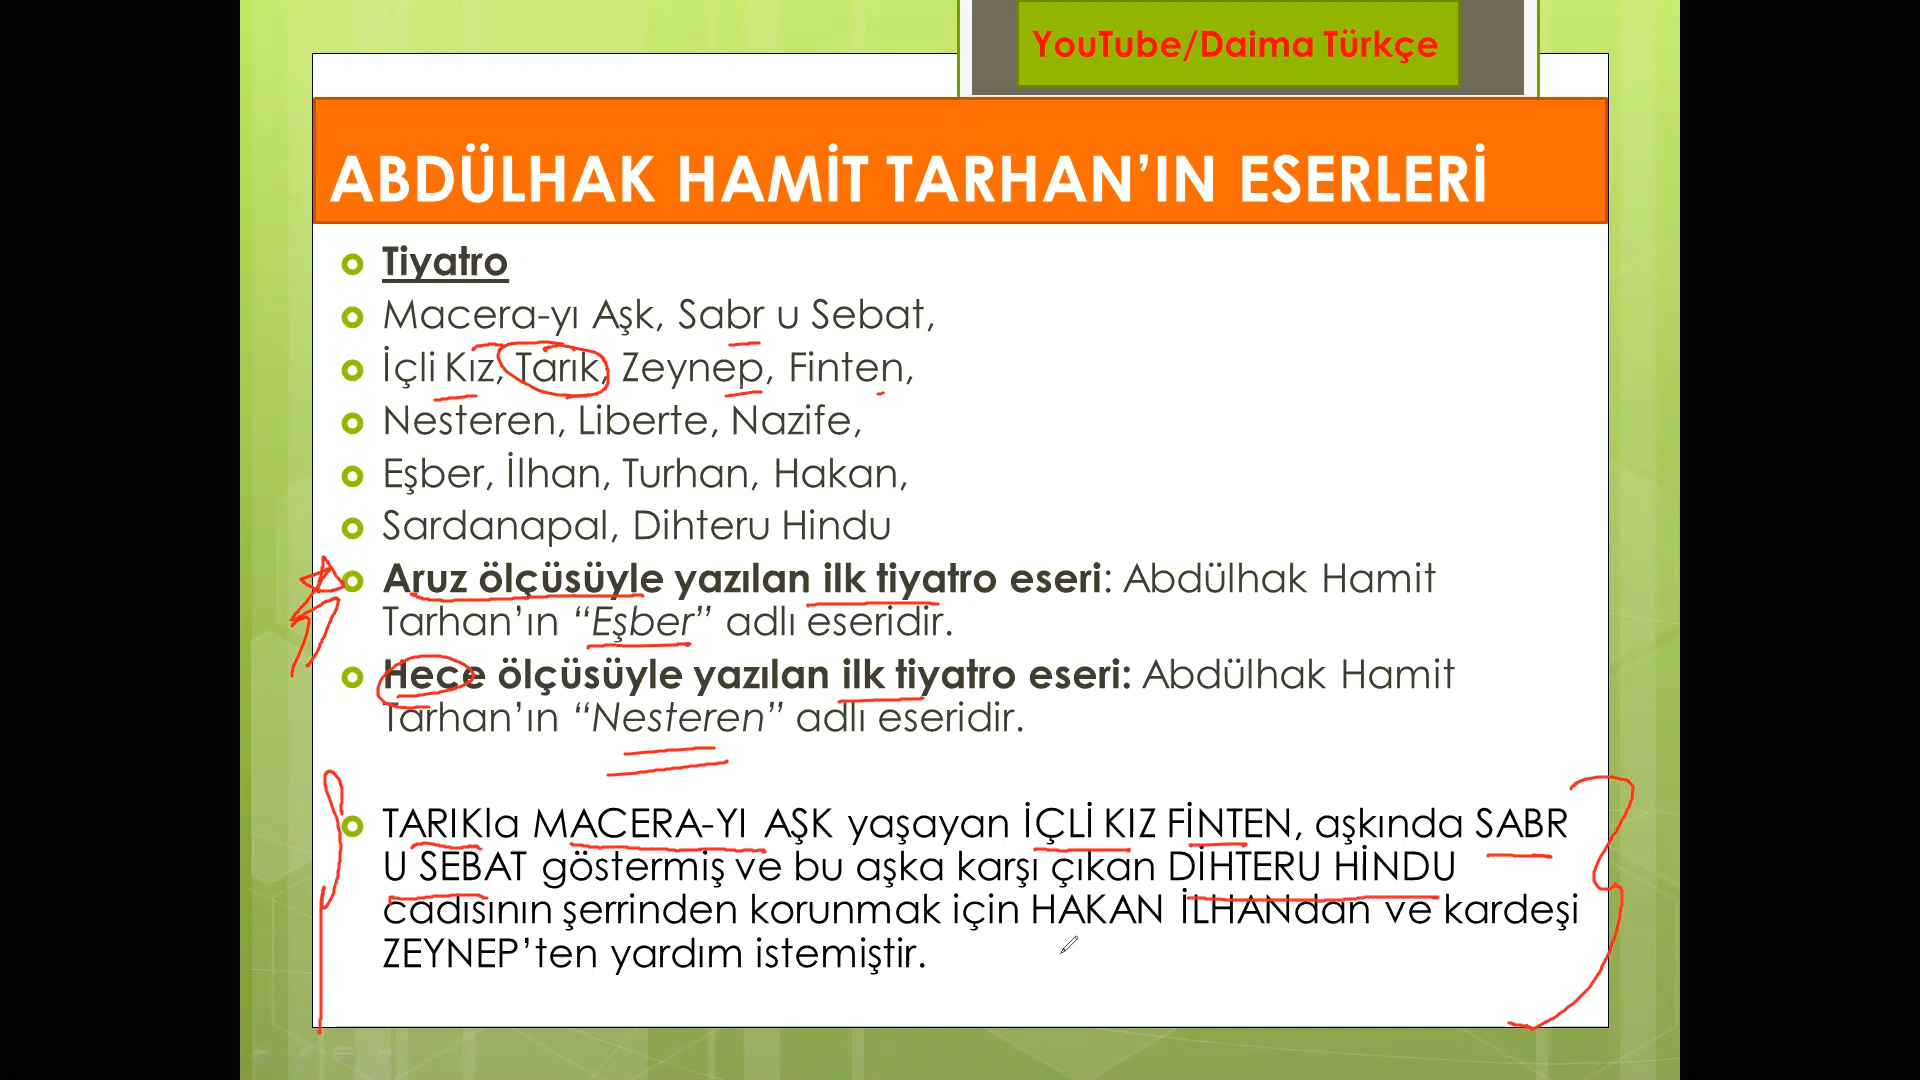 YouTube/Daima Türkçe
ABDÜLHAK HAMİT TARHAN’IN ESERLERİ
Tiyatro
Macera-yı Aşk, Sabr u Sebat,
İçli Kız, Tarık, Zeynep, Finten,
Nesteren, Liberte, Nazife,
Eşber, İlhan, Turhan, Hakan,
Sardanapal, Dihteru Hindu
Aruz ölçüsüyle yazılan ilk tiyatro eseri: Abdülhak Hamit
Tarhan’ın “Eşber” adlı eseridir.
Hece ölçüsüyle yazılan ilk tiyatro eseri: Abdülhak Hamit
Tarhan’ın “Nesteren” adlı eseridir.
TARIKla MACERA-YI AŞK yaşayan İÇLİ KIZ FİNTEN, aşkında SABR
U SEBAT göstermiş ve bu aşka karşı çıkan DİHTERU HİNDU
cadısının şerrinden korunmak için HAKAN İLHANdan ve kardeşi
ZEYNEP’ten yardım istemiştir.